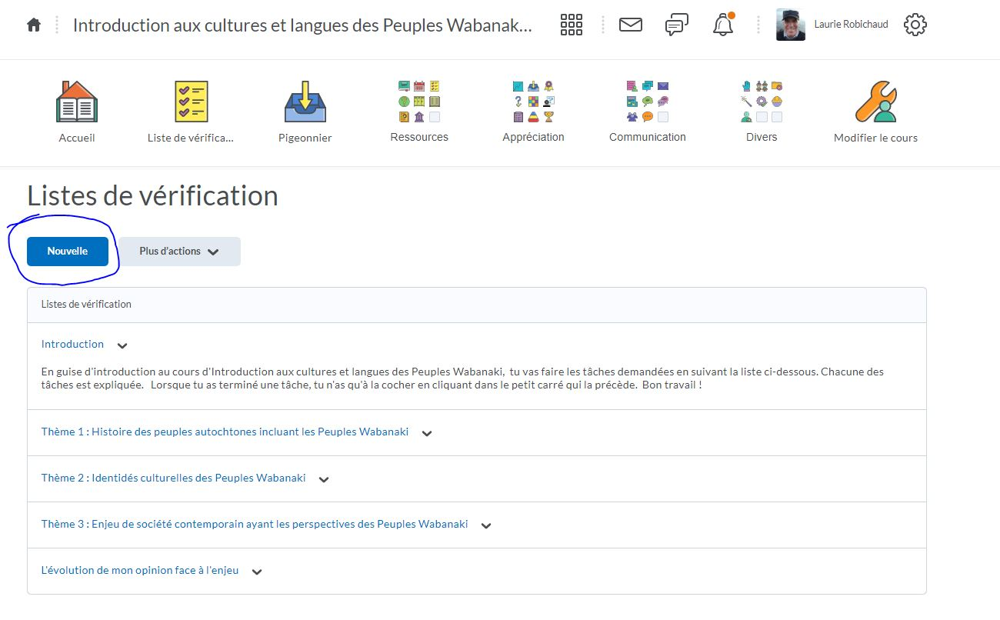 Introduction aux cultures et langues des Peuples Wabanak...
Laurie Robichaud
Accueil
Liste de vérifica...
Pigeonnier
Ressources
Appréciation
Communication
Divers
Modifier le cours
Listes de vérification
Nouvelle
Plus d'actions
Listes de vérification
Introduction
En guise d'introduction au cours d'Introduction aux cultures et langues des Peuples Wabanaki, tu vas faire les tâches demandées en suivant la liste ci-dessous. Chacune des
tâches est expliquée. Lorsque tu as terminé une tâche, tu n'as qu'à la cocher en cliquant dans le petit carré qui la précède. Bon travail !
Thème 1 : Histoire des peuples autochtones incluant les Peuples Wabanaki
Thème 2 : Identidés culturelles des Peuples Wabanaki
Thème 3 : Enjeu de société contemporain ayant les perspectives des Peuples Wabanaki
L'évolution de mon opinion face à l'enjeu